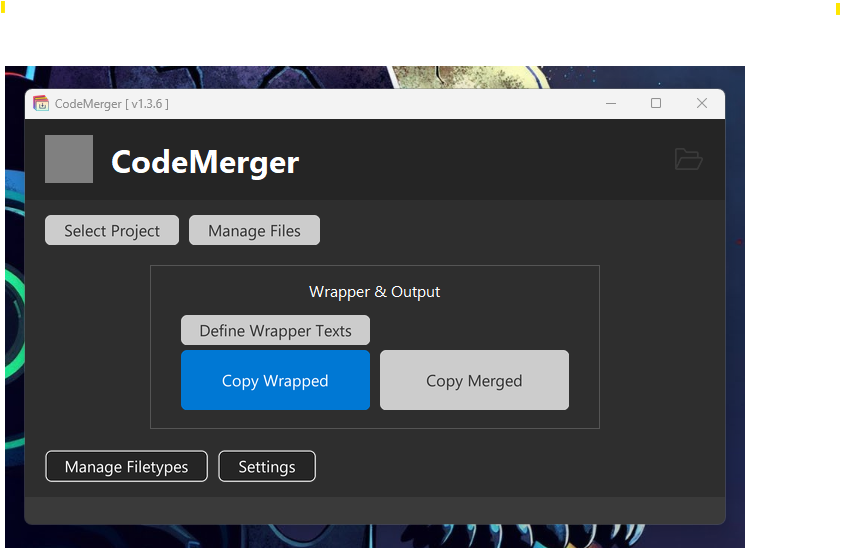 CodeMerger [ v1.3.6 ]
CodeMerger
Select Project Manage Files
Wrapper & Output
Define Wrapper Texts
Copy Wrapped Copy Merged
Manage Filetypes Settings